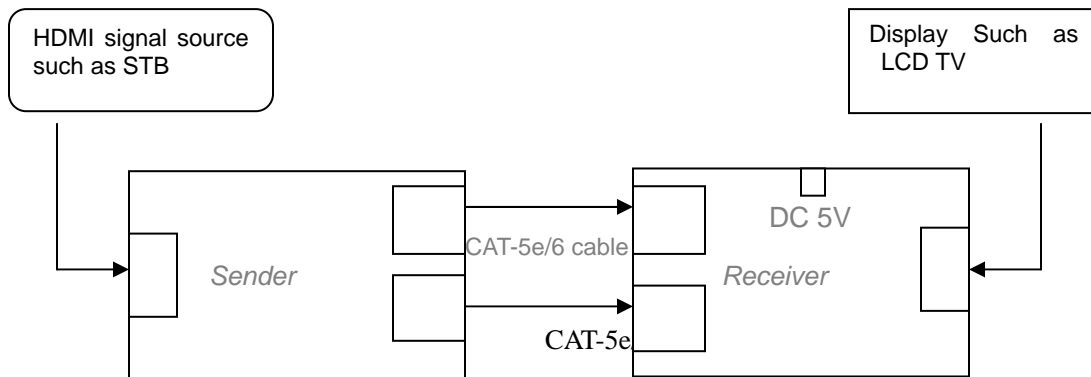 HDMI signal source
such as STB
Display Such as
LCD TV
DC 5V
CAT-5e/6 cable
Sender
Receiver
CAT-5e/